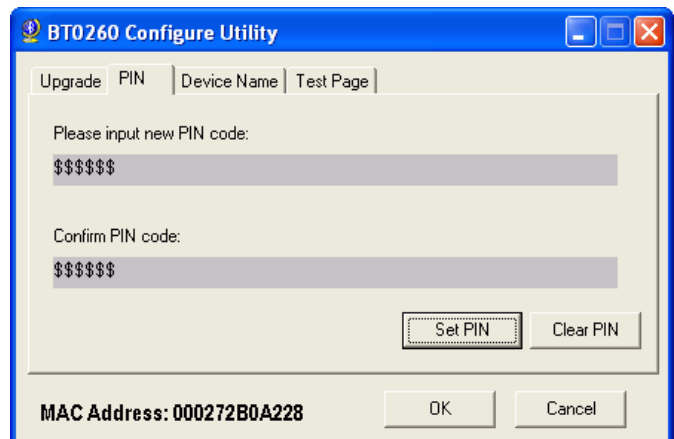 BT0260 Configure Utility
Upgrade PIN Device Name Test Page
Please input new PIN code:
$$$$$$
Confirm PIN code:
$$$$$$
Set PIN Clear PIN
MAC Address: 000272B0A228 OK Cancel